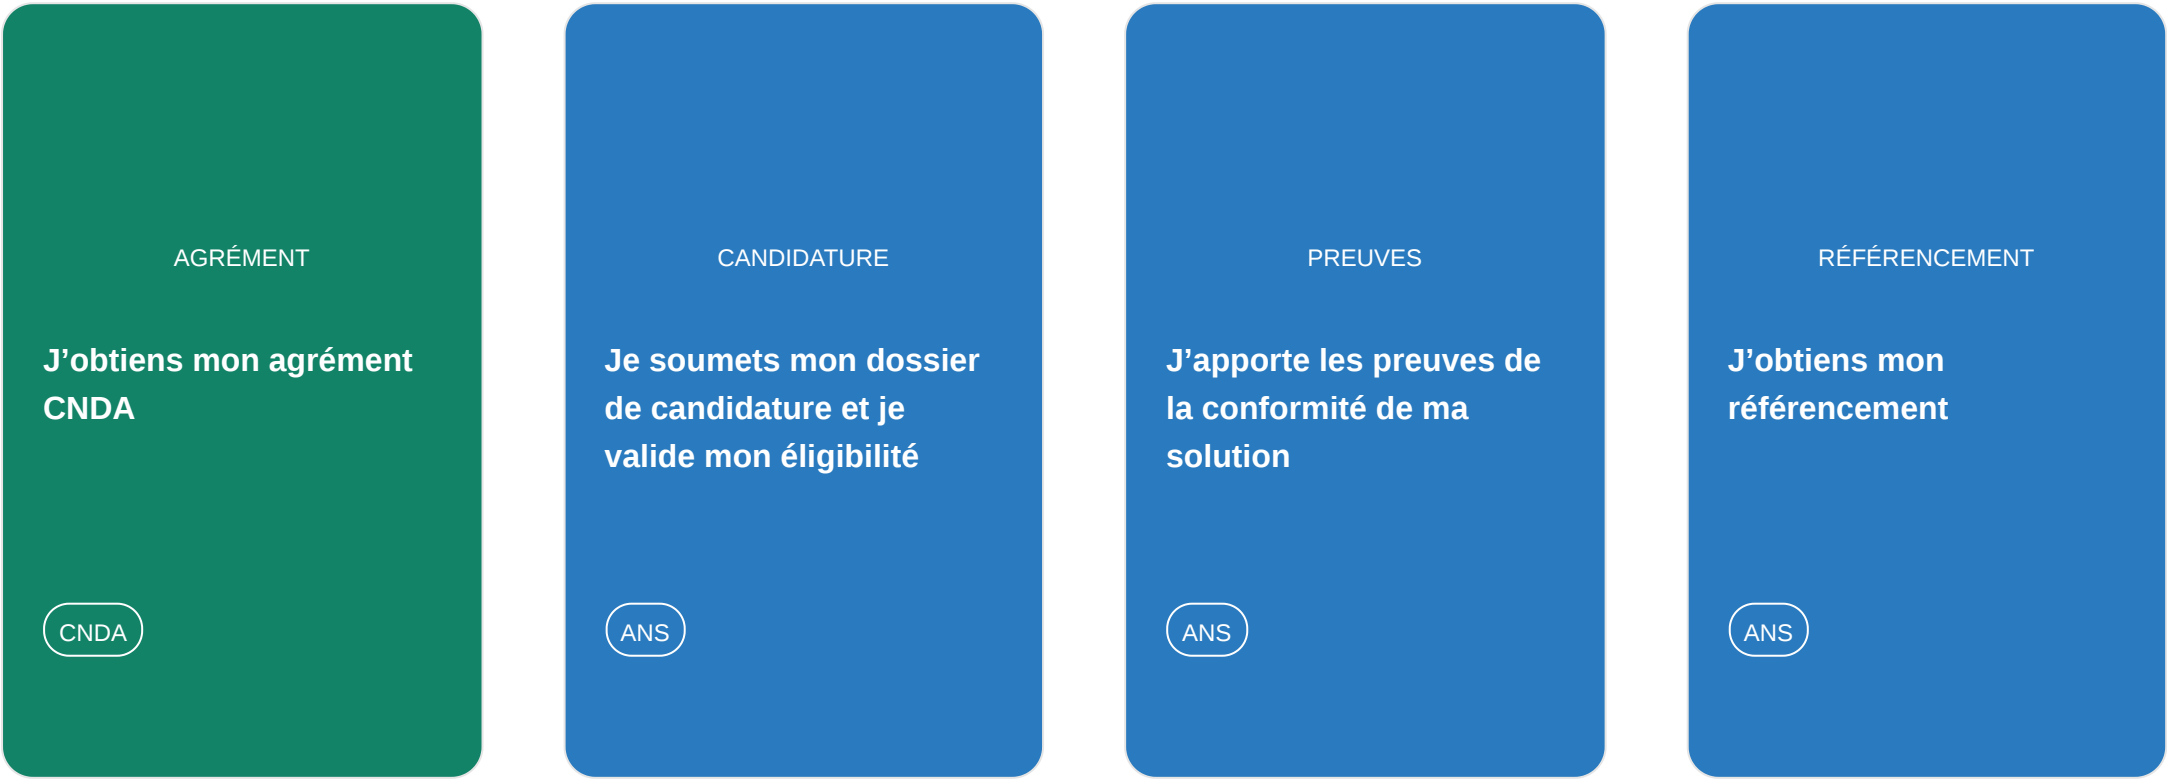 AGRÉMENT
J’obtiens mon agrément
CNDA
CNDA
CANDIDATURE
Je soumets mon dossier
de candidature et je
valide mon éligibilité
ANS
PREUVES
J’apporte les preuves de
la conformité de ma
solution
ANS
RÉFÉRENCEMENT
J’obtiens mon
référencement
ANS